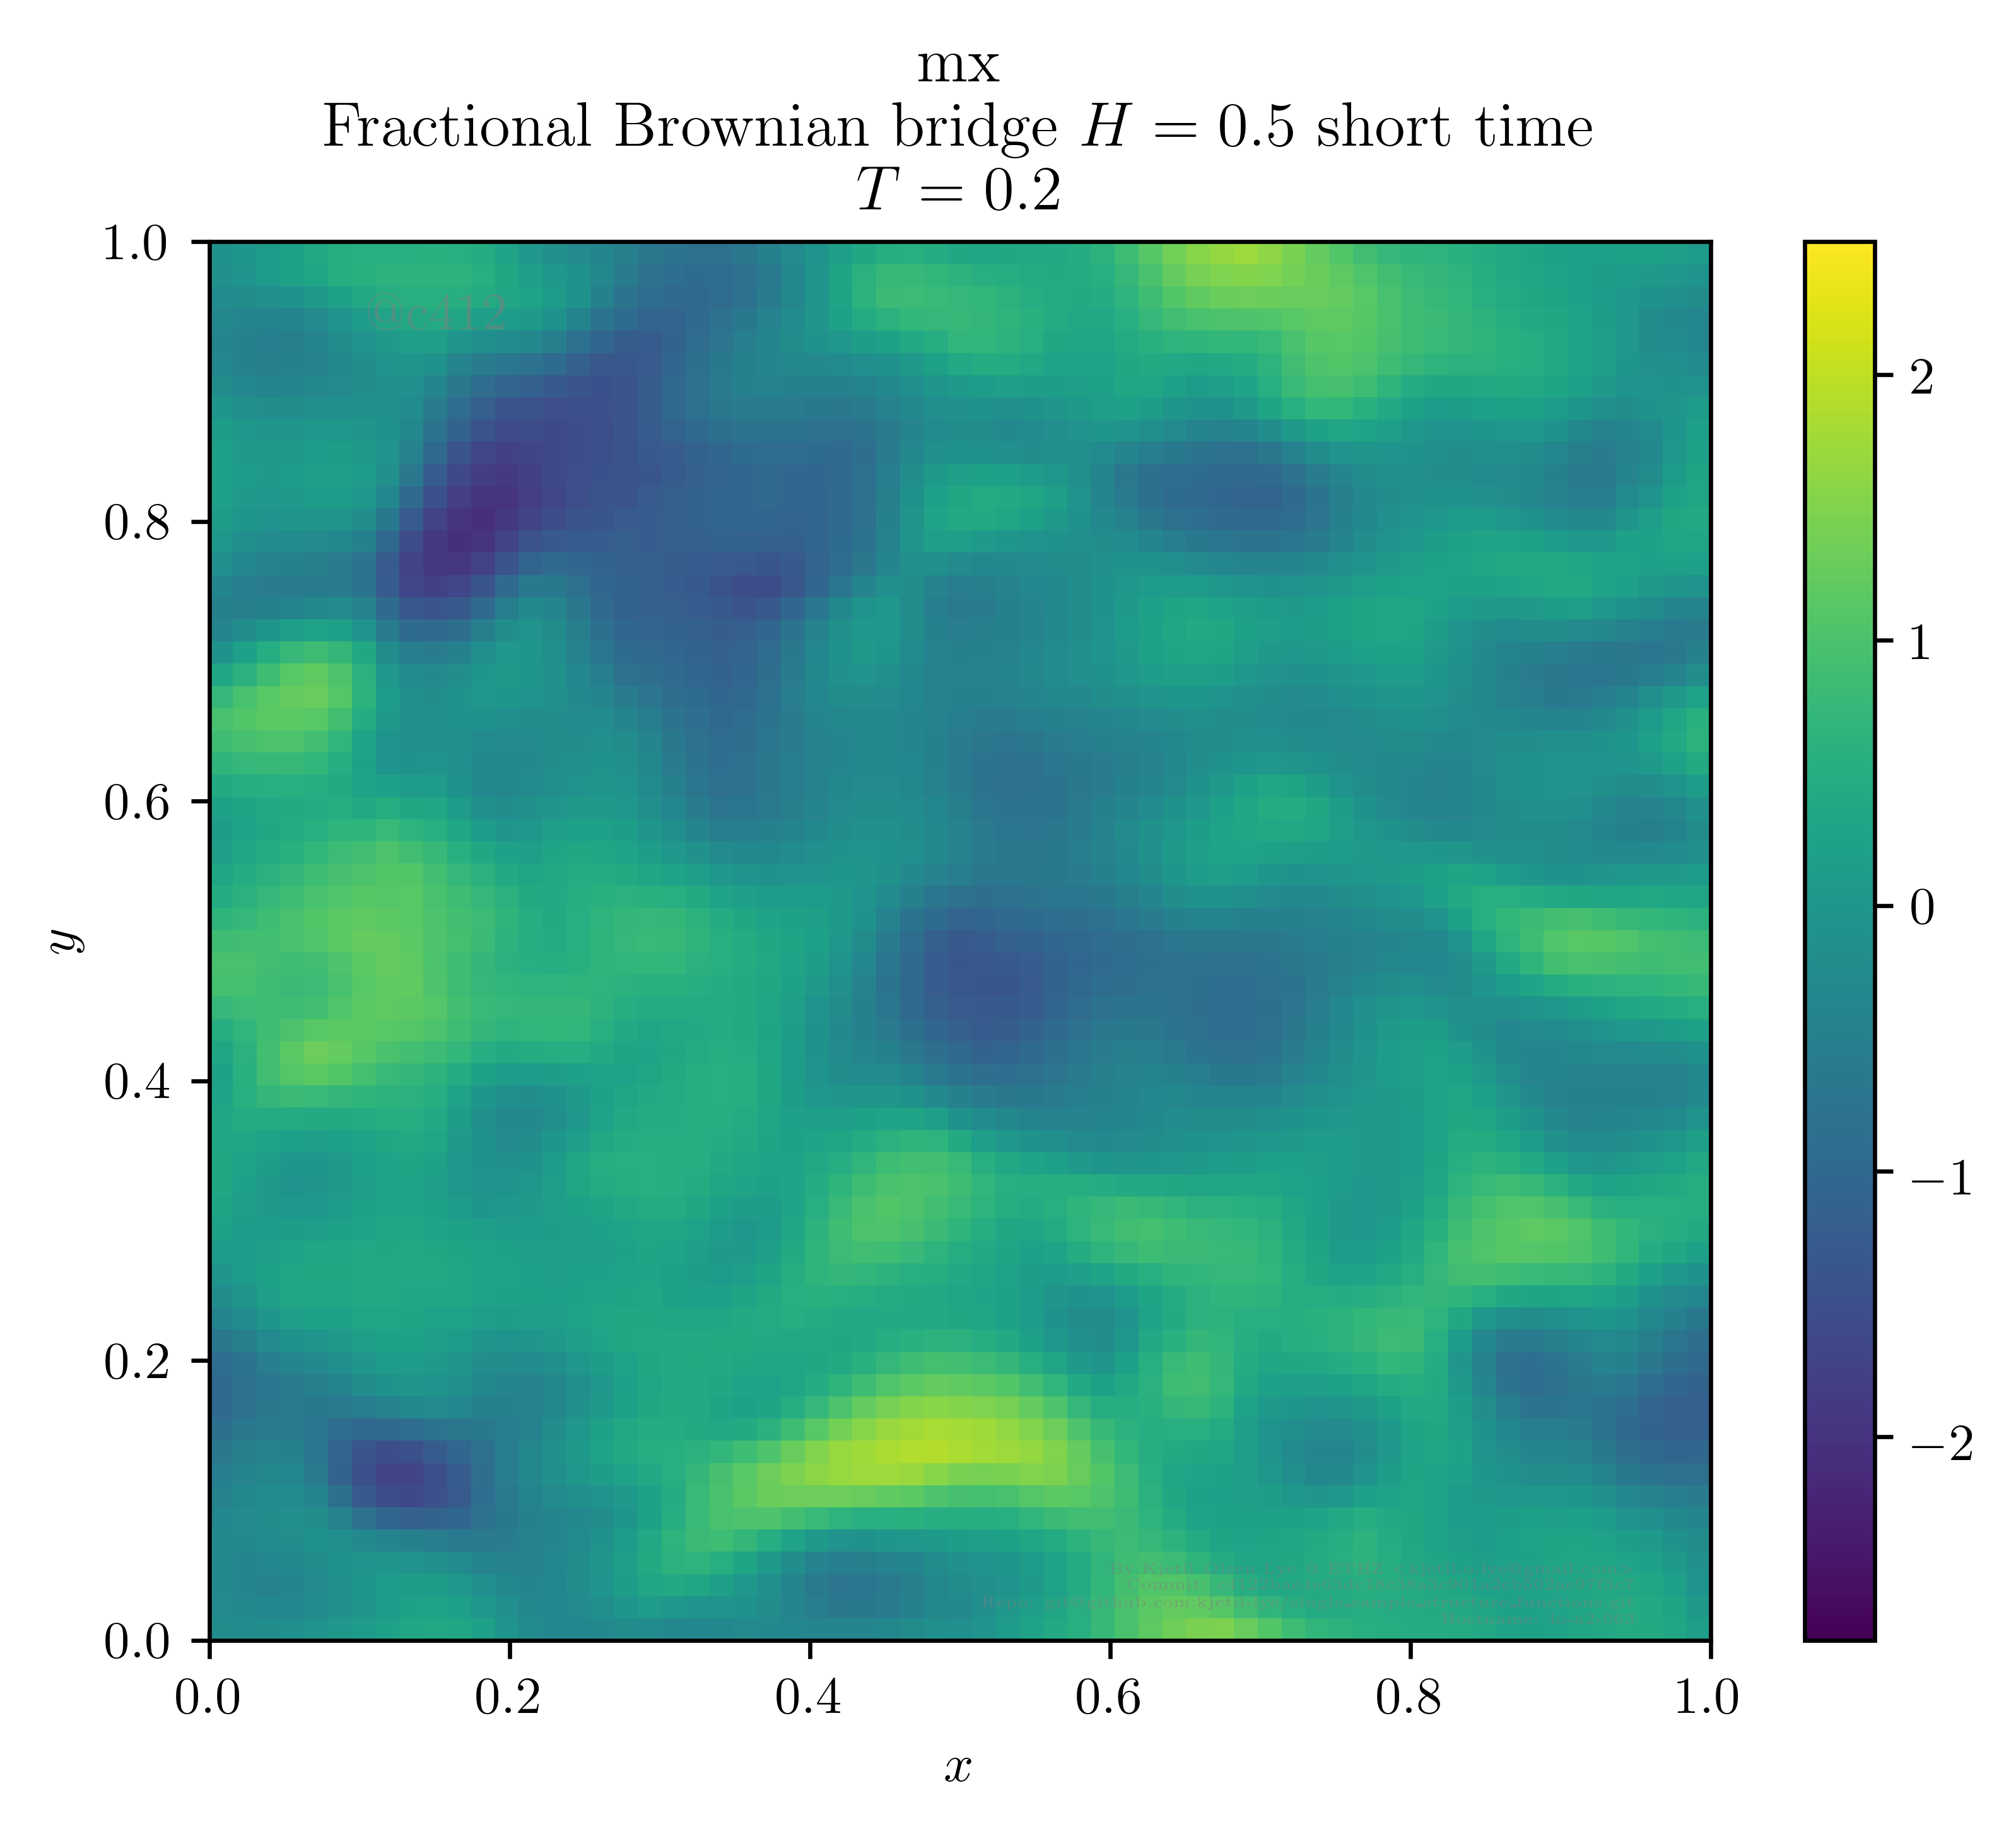 mx
Fractional Brownian bridge H = 0.5 short time
T = 0.2
@c412
1.0
0.8
0.6
0.4
0.2
0.0
y
0.0 0.2 0.4 0.6 0.8 1.0
x
2
1
0
−1
−2
By
Commit: